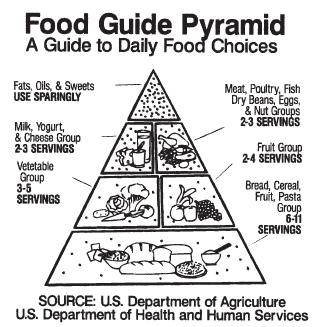 Food Guide Pyramid
A Guide to Daily Food Choices
Fats, Oils, & Sweets
USE SPARINGLY
Meat, Poultry, Fish
Dry Beans, Eggs,
& Nut Groups
2-3 SERVINGS
Milk, Yogurt,
& Cheese Group
2-3 SERVINGS
Fruit Group
2-4 SERVINGS
Vetetable
Group
3-5
SERVINGS
Bread, Cereal,
Fruit, Pasta
Group
6-11
SERVINGS
SOURCE: U.S. Department of Agriculture
U.S. Department of Health and Human Services